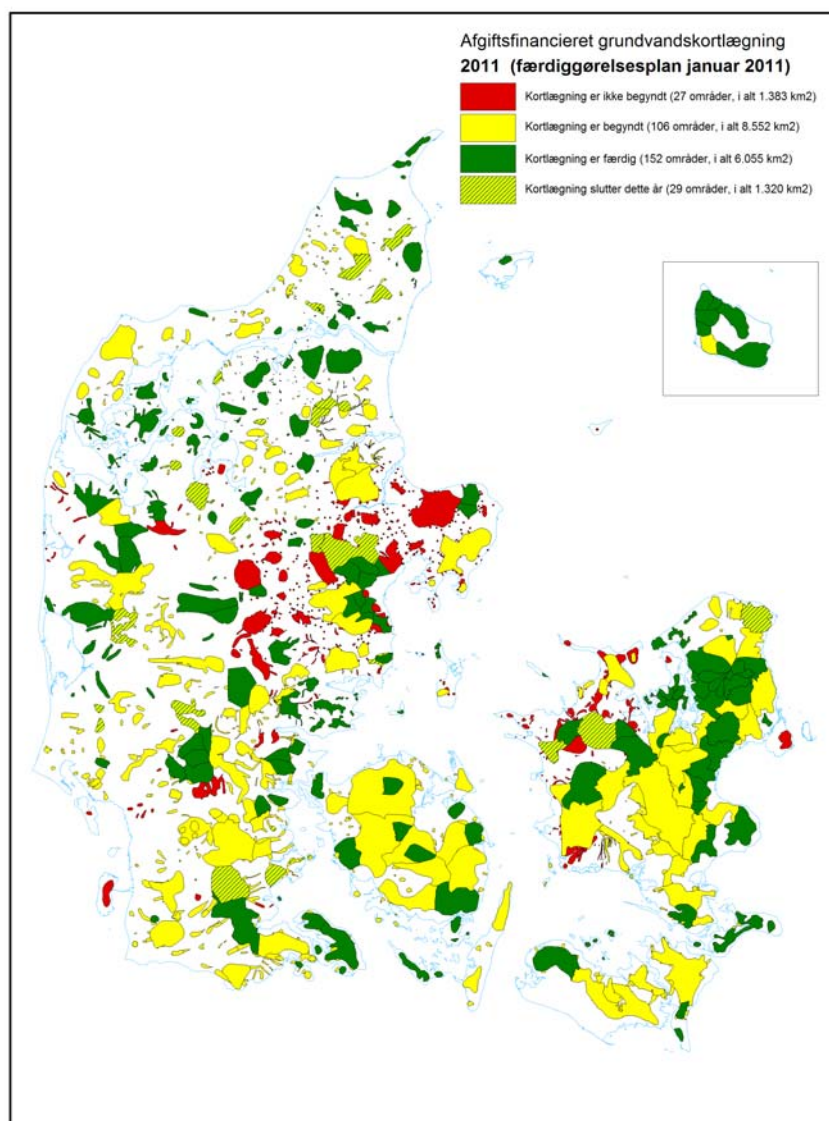 Afgiftsfinancieret grundvandskortlægning
2011 (færdiggørelsesplan januar 2011)
Kortlægning er ikke begyndt (27 områder, i alt 1.383 km2)
Kortlægning er begyndt (106 områder, i alt 8.552 km2)
Kortlægning er færdig (152 områder, i alt 6.055 km2)
Kortlægning slutter dette år (29 områder, i alt 1.320 km2)